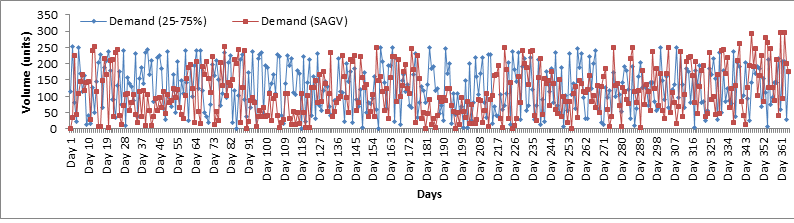 Demand (25-75%) Demand (SAGV)
Volume (units)
350
300
250
200
150
100
50
0
Day 1 Day 10 Day 19 Day 28 Day 37 Day 46 Day 55 Day 64 Day 73 Day 82 Day 91 Day 100 Day 109 Day 118 Day 127 Day 136 Day 145 Day 154 Day 163 Day 172 Day 181 Day 190 Day 199 Day 208 Day 217 Day 226 Day 235 Day 244 Day 253 Day 262 Day 271 Day 280 Day 289 Day 298 Day 307 Day 316 Day 325 Day 334 Day 343 Day 352 Day 361
Days